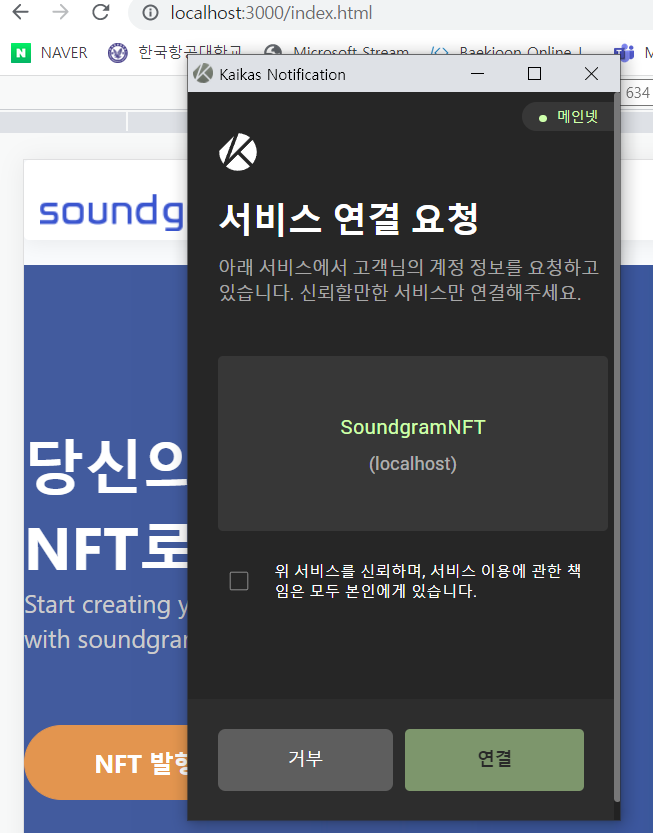 localhost:3000/index.html
NAVER
한국항공대학교
Microsoft Stream
Baekjoon Online J
M
Kaikas Notification
634
메인넷
soundg
서비스 연결 요청
아래 서비스에서 고객님의 계정 정보를 요청하고
있습니다. 신뢰할만한 서비스만 연결해주세요.
SoundgramNFT
(localhost)
당신의
NFT로
Start creating y
with soundgran
위 서비스를 신뢰하며, 서비스 이용에 관한 책
임은 모두 본인에게 있습니다.
NFT 발행
거부
연결